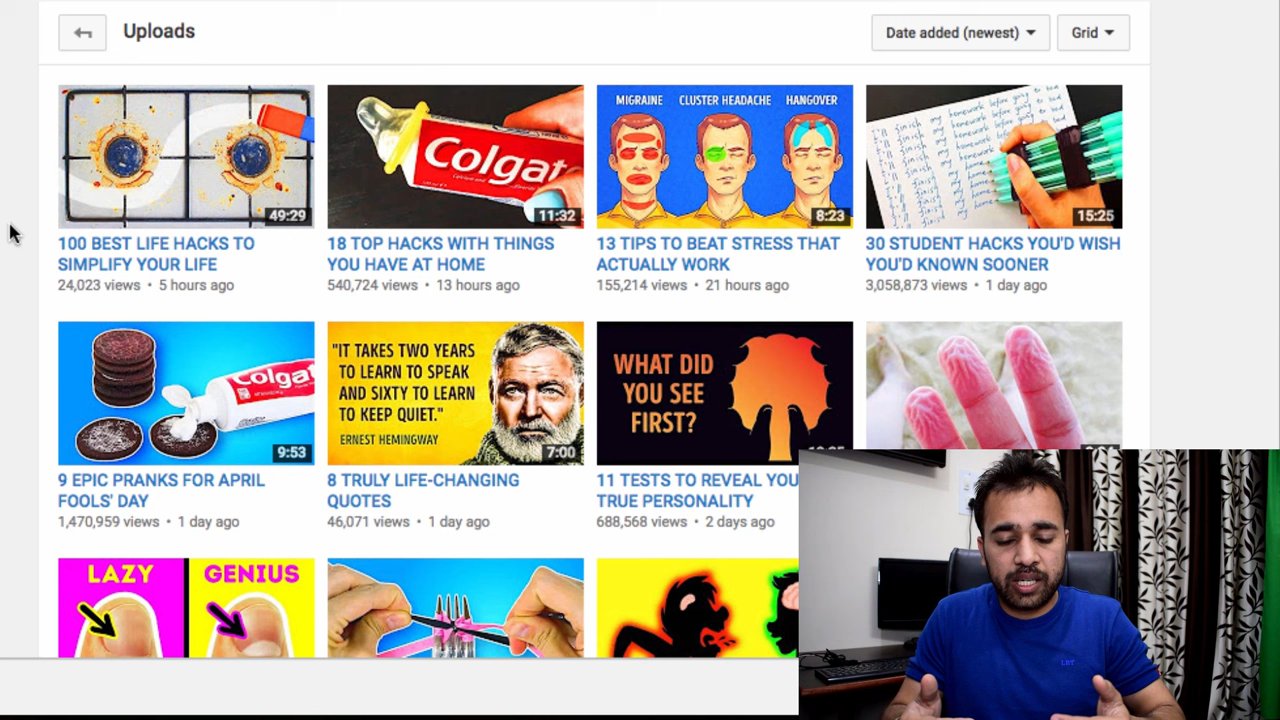 Uploads
Date added (newest)
Grid
MIGRAINE CLUSTER HEADACHE HANGOVER
Colgat
49:29
11:32
8:23
15:25
100 BEST LIFE HACKS TO
SIMPLIFY YOUR LIFE
24,023 views • 5 hours ago
18 TOP HACKS WITH THINGS
YOU HAVE AT HOME
540,724 views • 13 hours ago
13 TIPS TO BEAT STRESS THAT
ACTUALLY WORK
155,214 views • 21 hours ago
30 STUDENT HACKS YOU'D WISH
YOU'D KNOWN SOONER
3,058,873 views • 1 day ago
Colgat
9:53
"IT TAKES TWO YEARS
TO LEARN TO SPEAK
AND SIXTY TO LEARN
TO KEEP QUIET."
ERNEST HEMINGWAY
7:00
WHAT DID
YOU SEE
FIRST?
9 EPIC PRANKS FOR APRIL
FOOLS' DAY
1,470,959 views • 1 day ago
8 TRULY LIFE-CHANGING
QUOTES
46,071 views • 1 day ago
11 TESTS TO REVEAL YOU
TRUE PERSONALITY
688,568 views • 2 days ago
LAZY
GENIUS